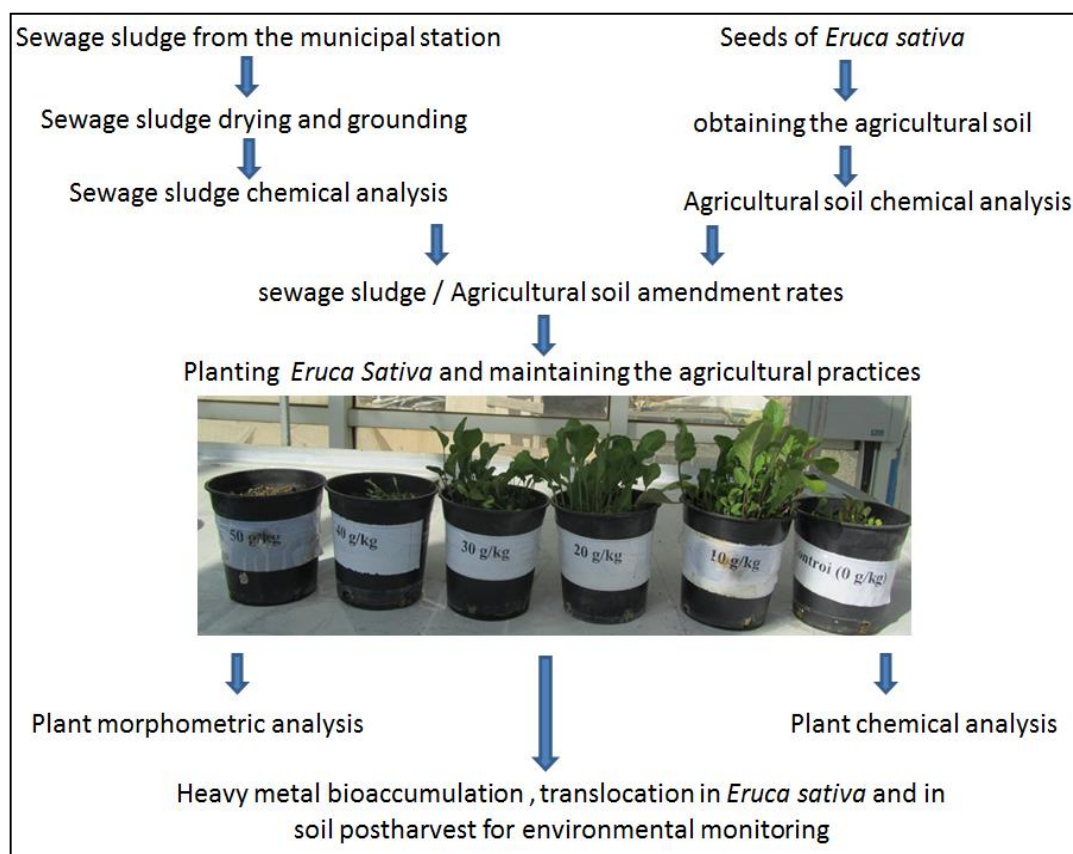 Sewage sludge from the municipal station
Seeds of Eruca sativa
Sewage sludge drying and grounding
obtaining the agricultural soil
Sewage sludge chemical analysis
Agricultural soil chemical analysis
sewage sludge / Agricultural soil amendment rates
Planting Eruca Sativa and maintaining the agricultural practices
50 g/kg
40 g/kg
30 g/kg
20 g/kg
10 g/kg
ontroi (0 g/kg)
Plant morphometric analysis
Plant chemical analysis
Heavy metal bioaccumulation , translocation in Eruca sativa and in
soil postharvest for environmental monitoring